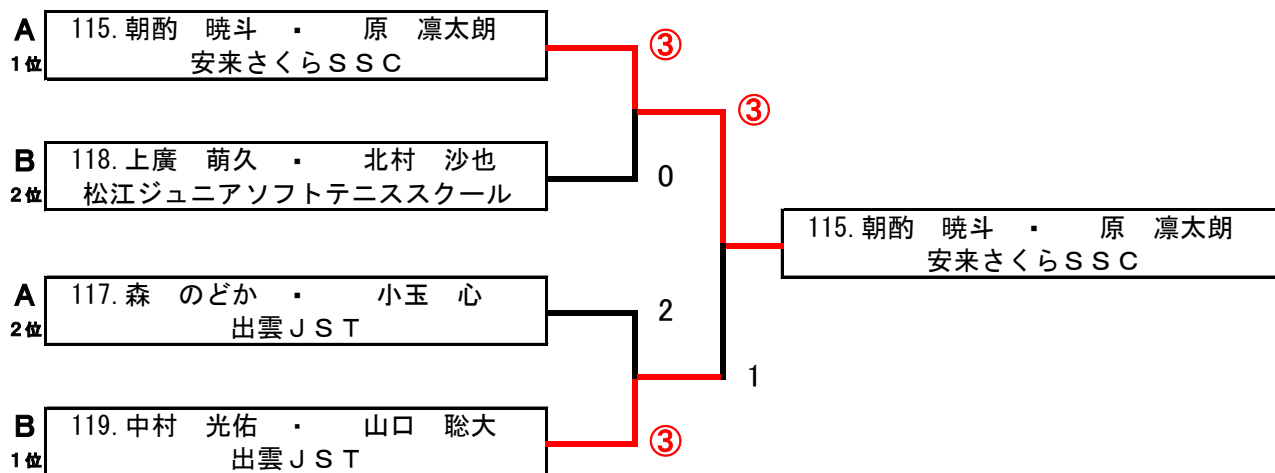 A 115.朝酌　暁斗　・　原　凛太朗
1位 安来さくらＳＳＣ
③
③
B 118.上廣　萌久　・　北村　沙也
2位 松江ジュニアソフトテニススクール
0
115.朝酌　暁斗　・　原　凛太朗
安来さくらＳＳＣ
A 117.森　のどか　・　小玉　心
2位 出雲ＪＳＴ
2
1
B 119.中村　光佑　・　山口　聡大
1位 出雲ＪＳＴ
③